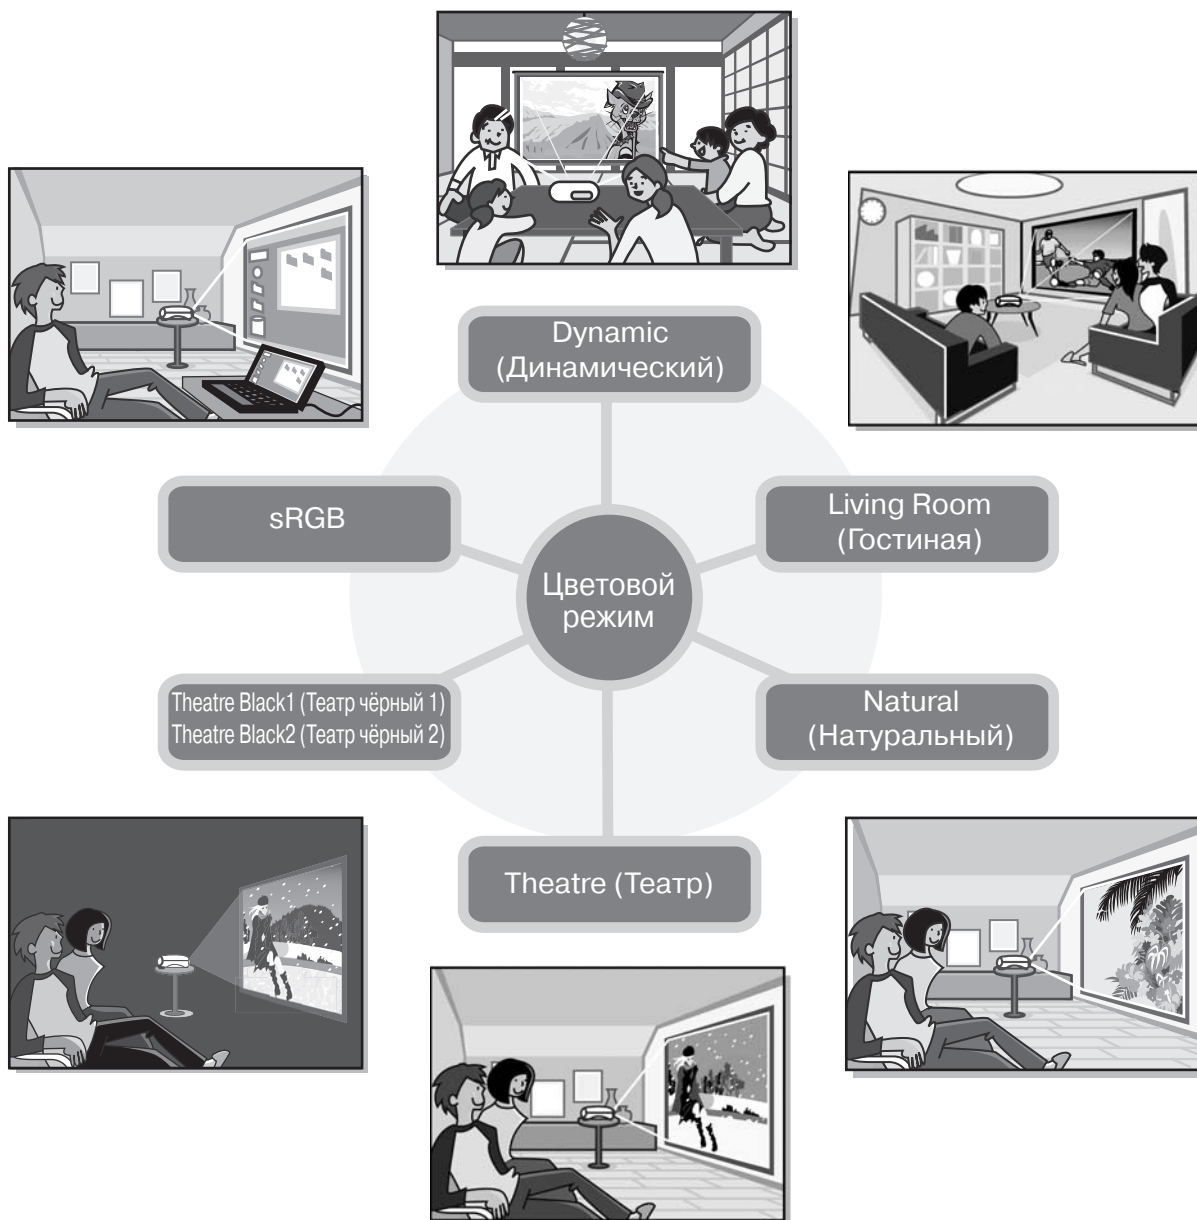 Dynamic
(Динамический)
sRGB
Living Room
(Гостиная)
Цветовой
режим
Theatre Black1 (Театр чёрный 1)
Theatre Black2 (Театр чёрный 2)
Natural
(Натуральный)
Theatre (Театр)